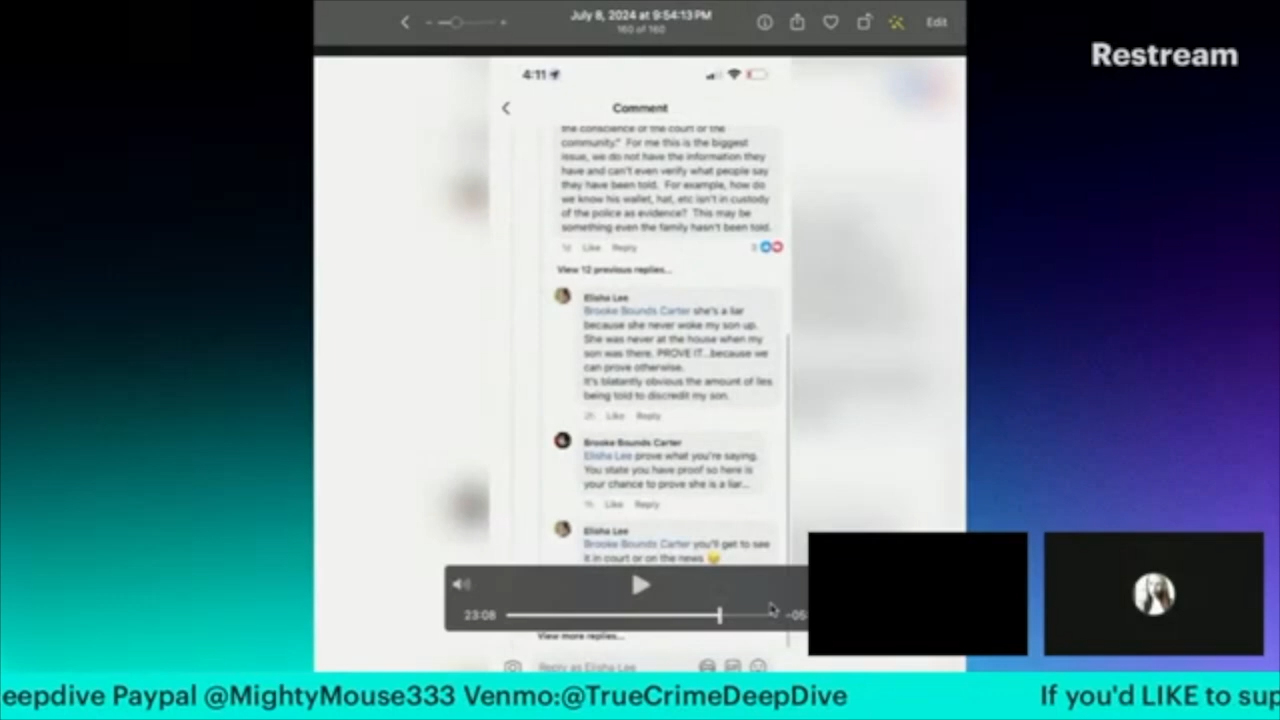 July 8, 2024 at 9:54:13 PM
160 of 160
Edit
Restream
4:11
Comment
the conscience of the court or the
community." For me this is the biggest
issue, we do not have the information they
have and can't even verify what people say
they have been told. For example, how do
we know his wallet, hat, etc isn't in custody
of the police as evidence? This may be
something even the family hasn't been told.
1d Like Reply
3
View 12 previous replies...
Elisha Lee
Brooke Bounds Carter she's a liar
because she never woke my son up.
She was never at the house when my
son was there. PROVE IT...because we
can prove otherwise.
It's blatantly obvious the amount of lies
being told to discredit my son.
2h Like Reply
Brooke Bounds Carter
Elisha Lee prove what you're saying.
You state you have proof so here is
your chance to prove she is a liar...
1h Like Reply
Elisha Lee
Brooke Bounds Carter you'll get to see
it in court or on the news 😊
23:08
-05
View more replies...
Reply as Elisha Lee
eepdive Paypal @MightyMouse333 Venmo:@TrueCrimeDeepDive
If you'd LIKE to sup